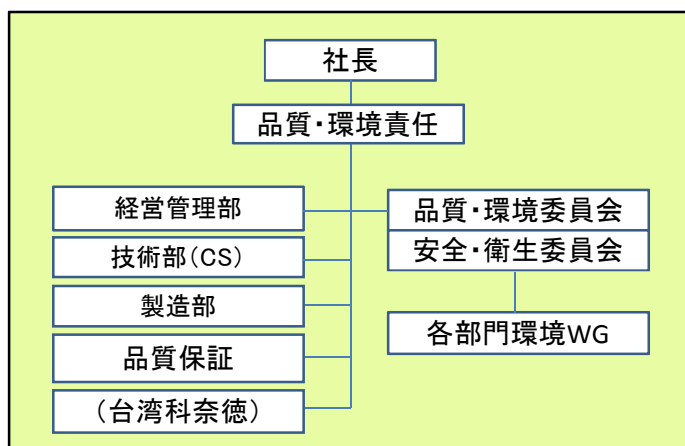 社長
品質・環境責任
経営管理部
技術部(CS)
製造部
品質保証
(台湾科奈徳)
品質・環境委員会
安全・衛生委員会
各部門環境WG